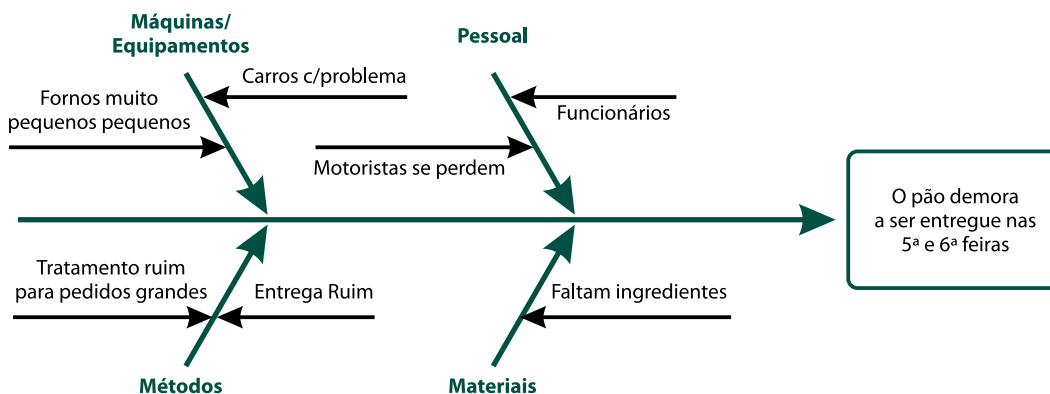 Máquinas/
Equipamentos
Pessoal
Carros c/problema
Fornos muito
pequenos pequenos
Funcionários
Motoristas se perdem
O pão demora
a ser entregue nas
5ª e 6ª feiras
Tratamento ruim
para pedidos grandes
Entrega Ruim
Faltam ingredientes
Métodos
Materiais